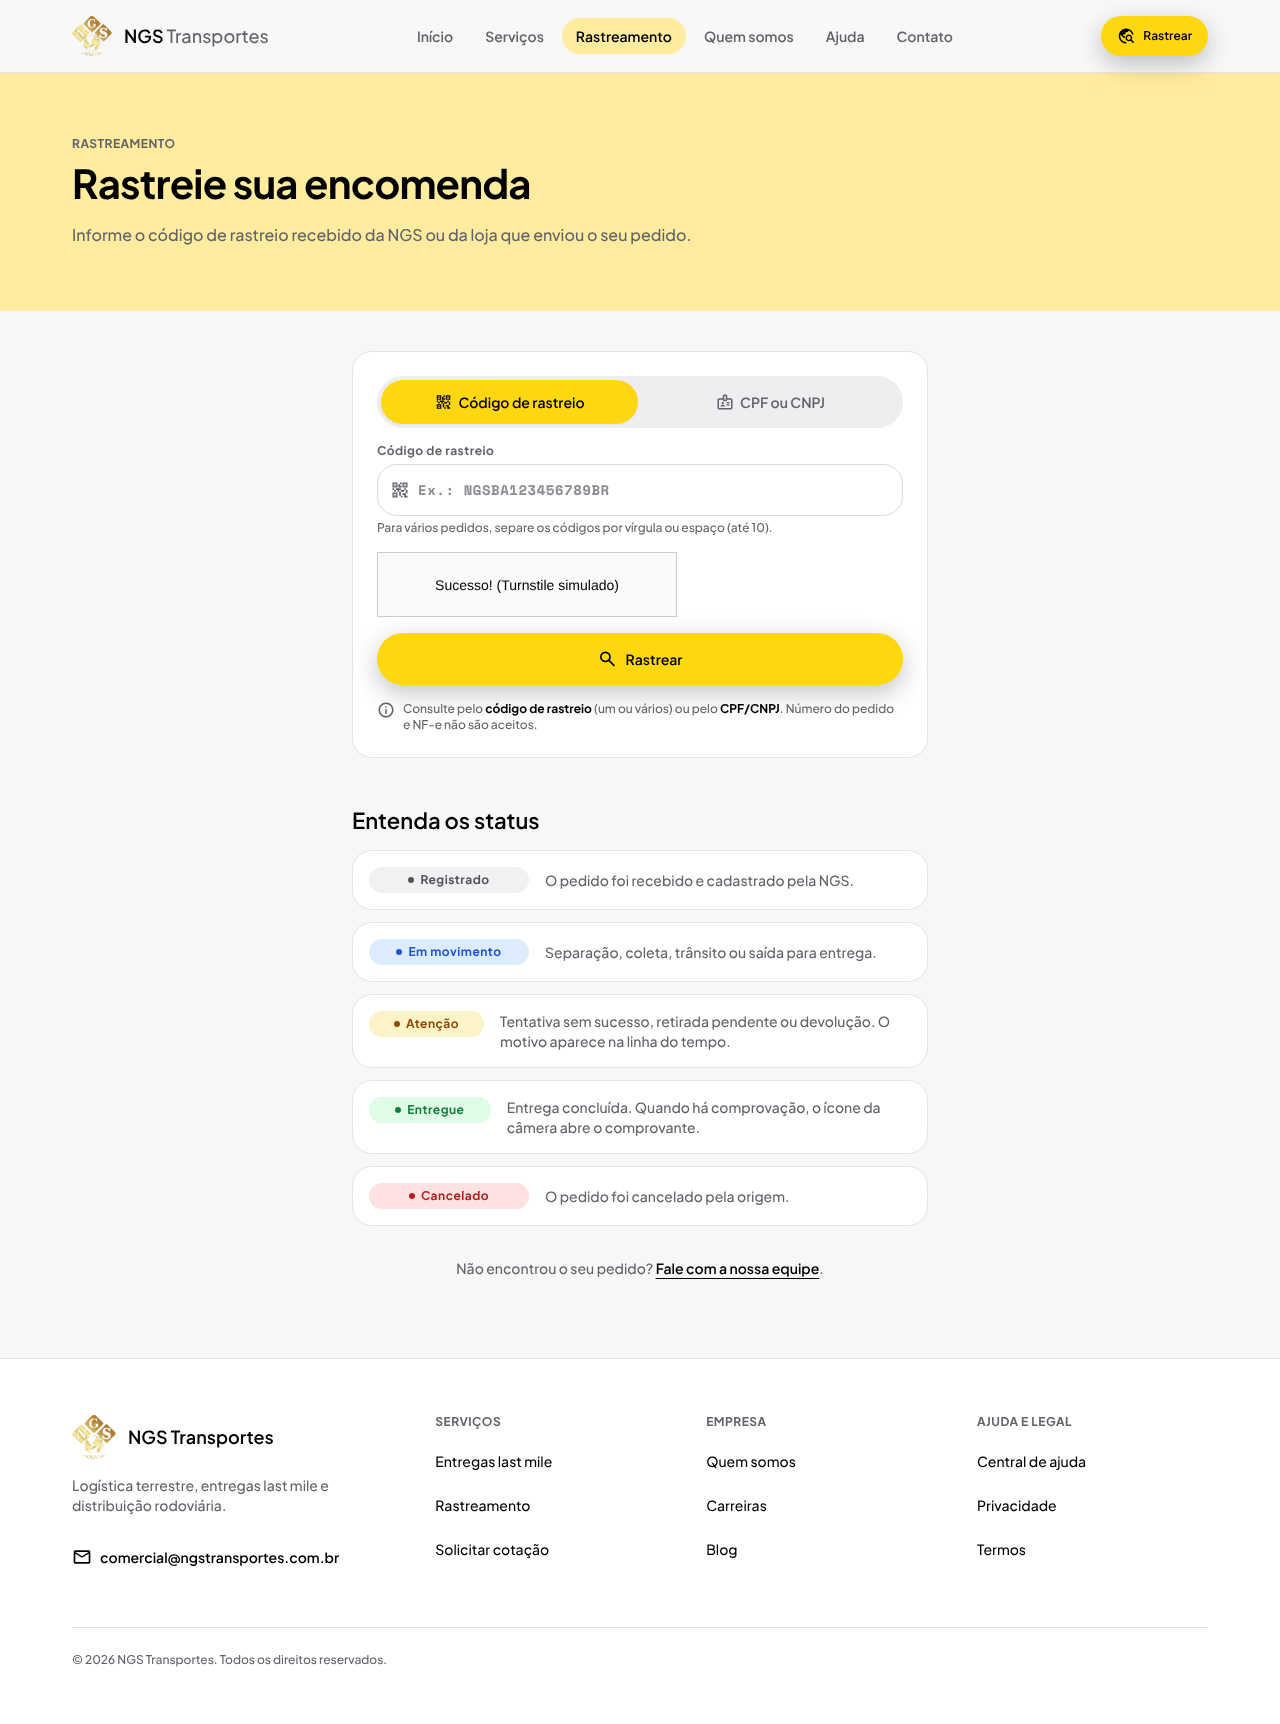 NGS Transportes
Início
Serviços
Rastreamento
Quem somos
Ajuda
Contato
Rastrear
RASTREAMENTO
Rastreie sua encomenda
Informe o código de rastreio recebido da NGS ou da loja que enviou o seu pedido.
Código de rastreio
CPF ou CNPJ
Código de rastreio
Ex.: NGSBA123456789BR
Para vários pedidos, separe os códigos por vírgula ou espaço (até 10).
Sucesso! (Turnstile simulado)
Rastrear
Consulte pelo código de rastreio (um ou vários) ou pelo CPF/CNPJ. Número do pedido
e NF-e não são aceitos.
Entenda os status
Registrado
O pedido foi recebido e cadastrado pela NGS.
Em movimento
Separação, coleta, trânsito ou saída para entrega.
Atenção
Tentativa sem sucesso, retirada pendente ou devolução. O
motivo aparece na linha do tempo.
Entregue
Entrega concluída. Quando há comprovação, o ícone da
câmera abre o comprovante.
Cancelado
O pedido foi cancelado pela origem.
Não encontrou o seu pedido? Fale com a nossa equipe.
NGS Transportes
Logística terrestre, entregas last mile e
distribuição rodoviária.
comercial@ngstransportes.com.br
SERVIÇOS
Entregas last mile
Rastreamento
Solicitar cotação
EMPRESA
Quem somos
Carreiras
Blog
AJUDA E LEGAL
Central de ajuda
Privacidade
Termos
© 2026 NGS Transportes. Todos os direitos reservados.